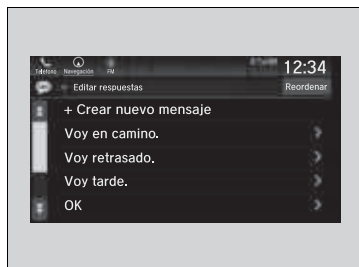 Teléfono Navegación FM
12:34
Editar respuestas
Reordenar
+ Crear nuevo mensaje
Voy en camino.
Voy retrasado.
Voy tarde.
OK